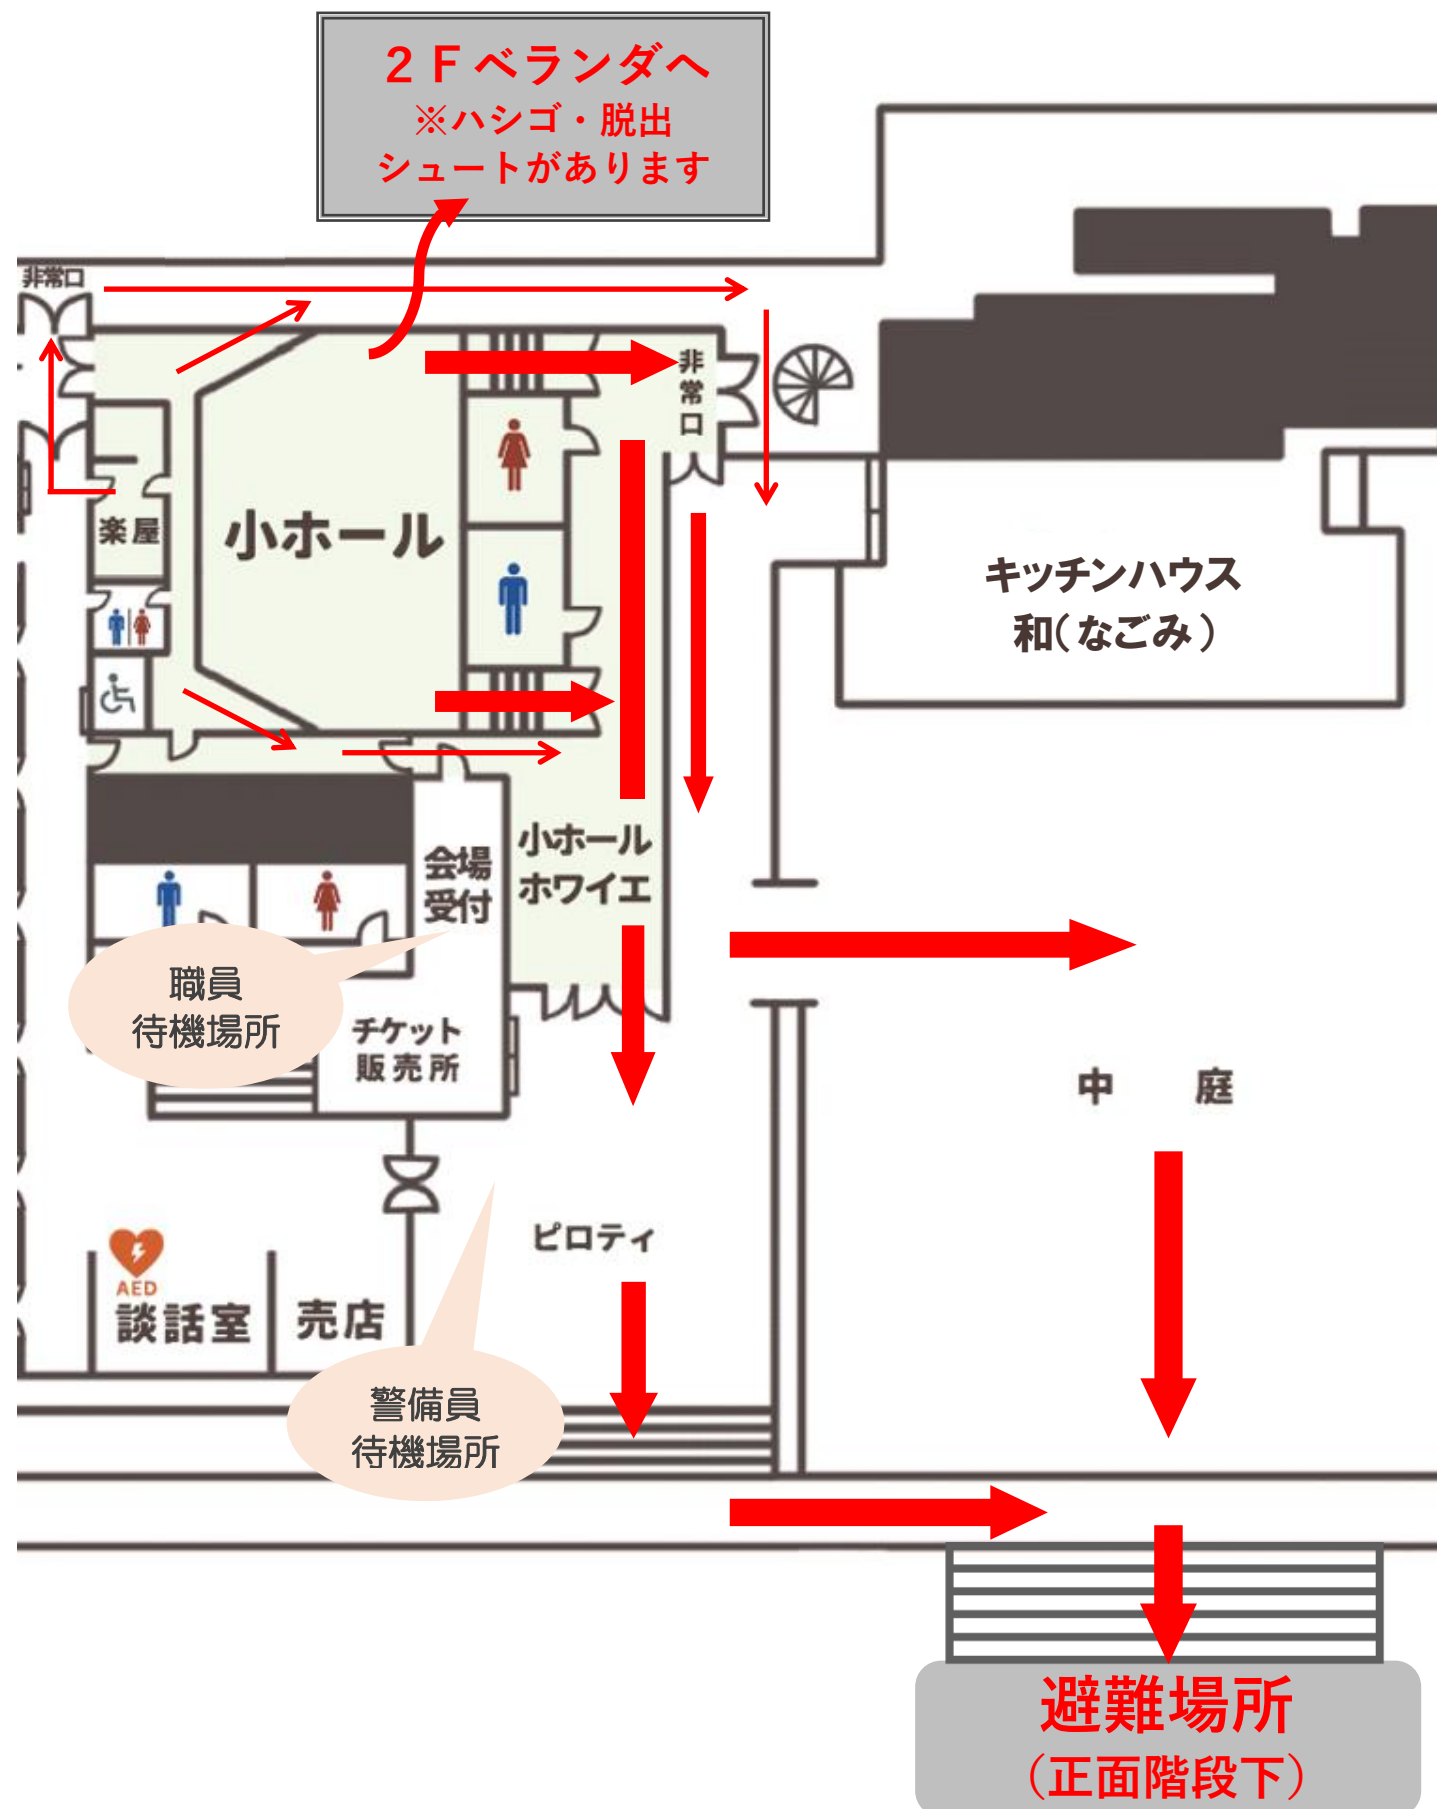 ２Ｆベランダへ
※ハシゴ・脱出
シュートがあります
非常口
非
常
口
楽屋
小ホール
キッチンハウス
和（なごみ）
小ホール
ホワイエ
会場
受付
職員
待機場所
チケット
販売所
中　庭
ピロティ
AED
談話室
売店
警備員
待機場所
避難場所
（正面階段下）